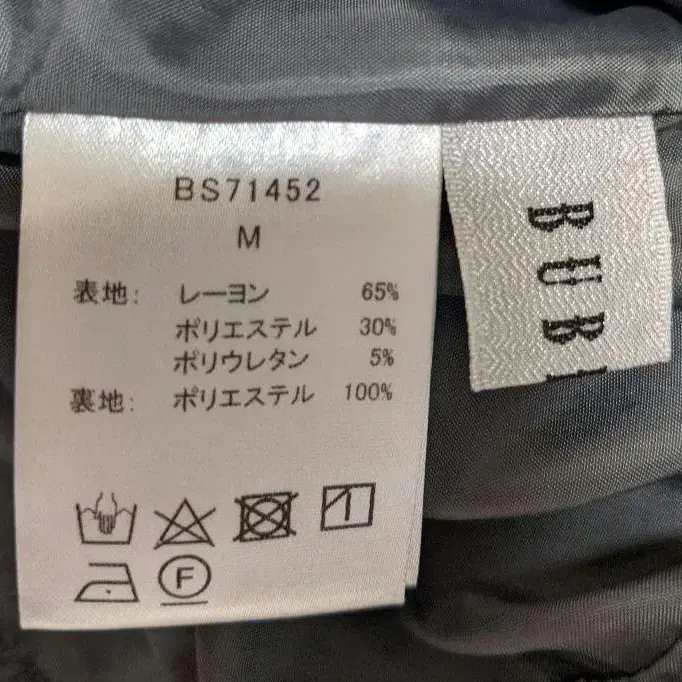 BS71452
M
表地: レーヨン 65%
ポリエステル 30%
ポリウレタン 5%
裏地: ポリエステル 100%
F
BUB